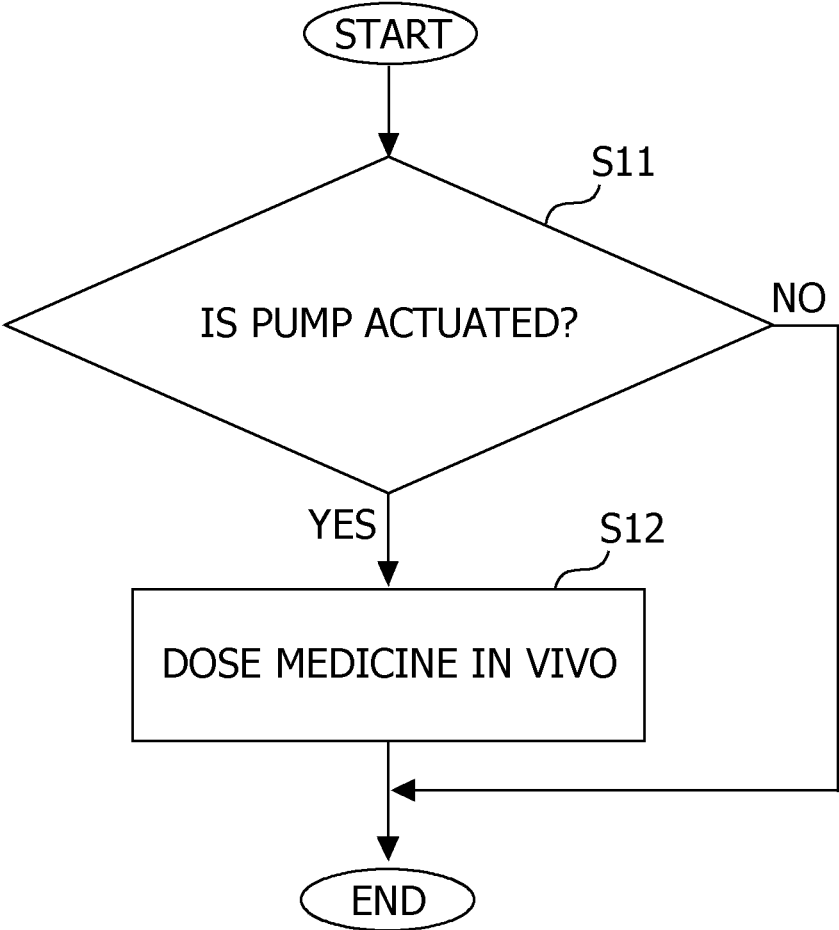 START
S11
IS PUMP ACTUATED?
NO
YES
S12
DOSE MEDICINE IN VIVO
END